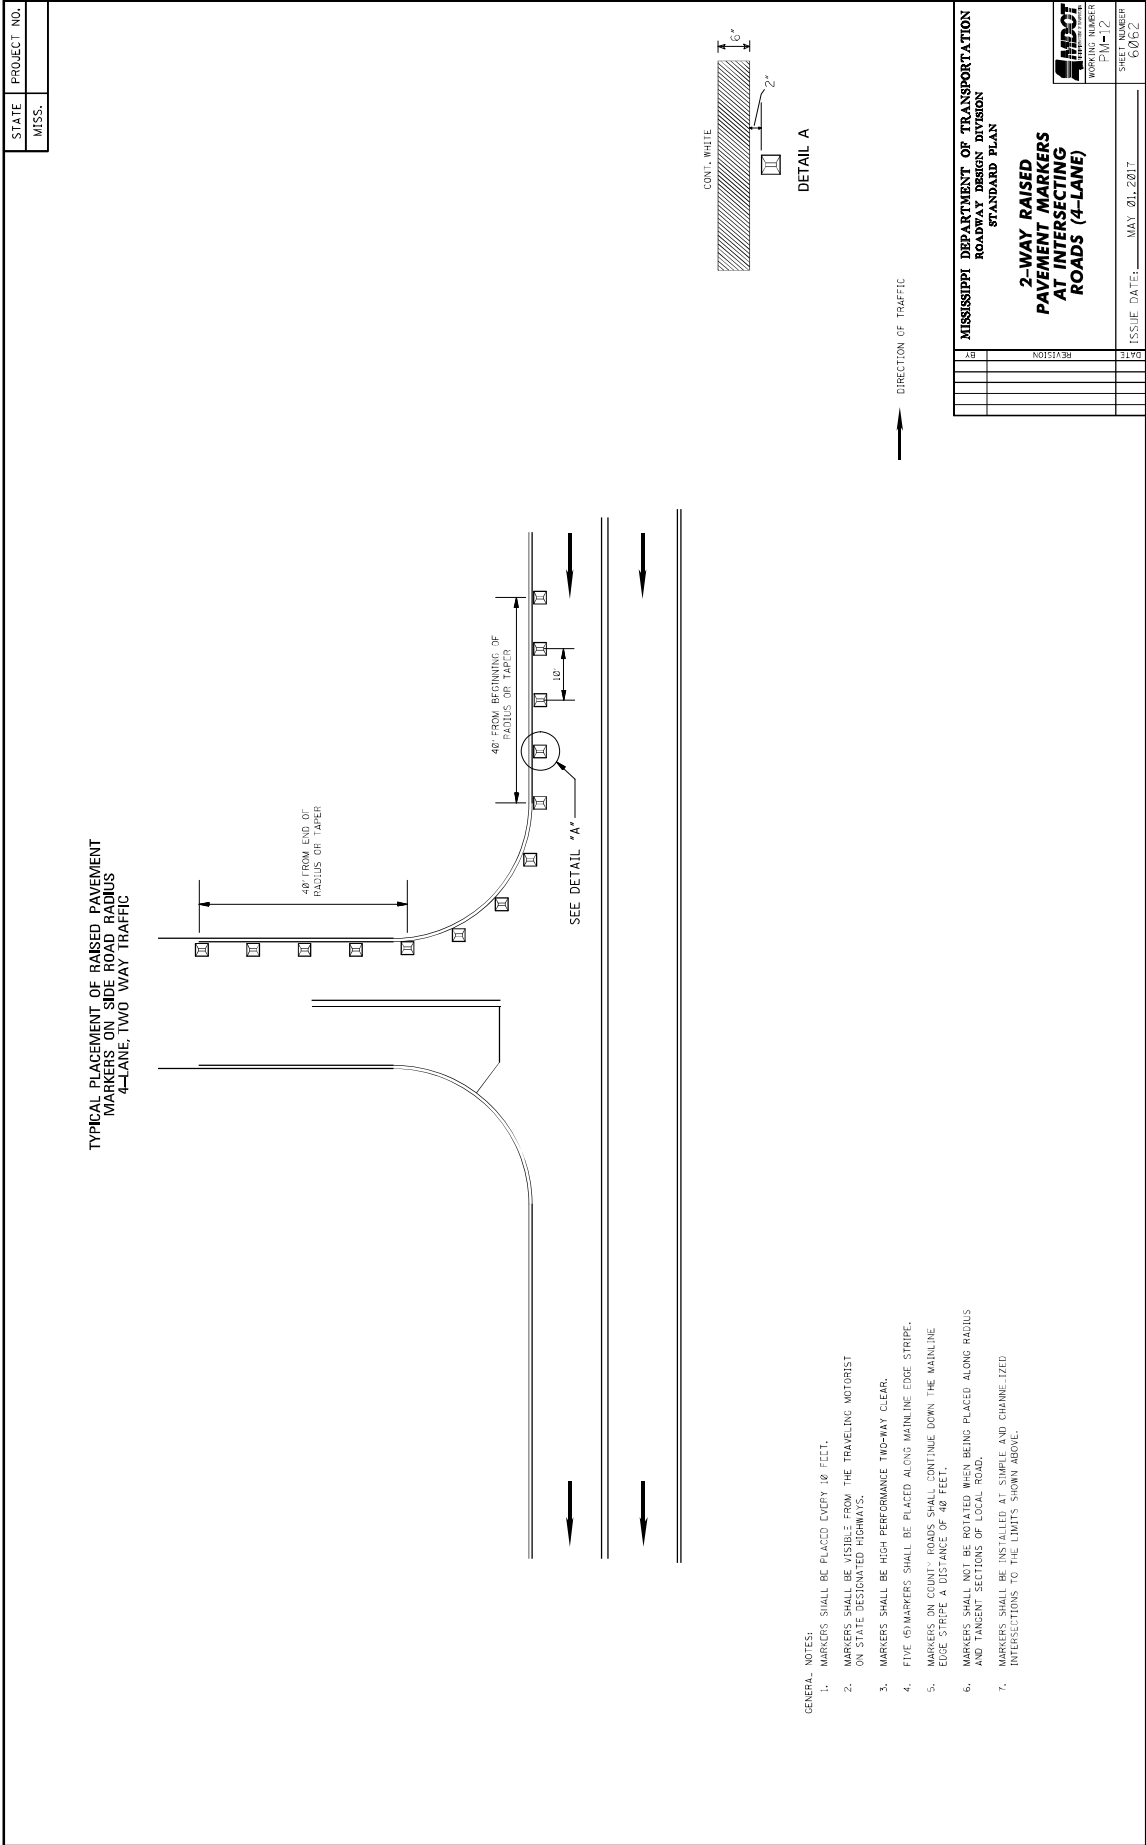 STATE PROJECT NO.
MISS.
TYPICAL PLACEMENT OF RAISED PAVEMENT
MARKERS ON SIDE ROAD RADIUS
4-LANE, TWO WAY TRAFFIC
40' FROM END OF
RADIUS OR TAPER
40' FROM BEGINNING OF
RADIUS OR TAPER
10'
SEE DETAIL "A"
CONT. WHITE
6"
2"
DETAIL A
DIRECTION OF TRAFFIC
GENERAL NOTES:
1. MARKERS SHALL BE PLACED EVERY 10 FEET.
2. MARKERS SHALL BE VISIBLE FROM THE TRAVELING MOTORIST
ON STATE DESIGNATED HIGHWAYS.
3. MARKERS SHALL BE HIGH PERFORMANCE TWO-WAY CLEAR.
4. FIVE (5) MARKERS SHALL BE PLACED ALONG MAINLINE EDGE STRIPE.
5. MARKERS ON COUNTY ROADS SHALL CONTINUE DOWN THE MAINLINE
EDGE STRIPE A DISTANCE OF 40 FEET.
6. MARKERS SHALL NOT BE ROTATED WHEN BEING PLACED ALONG RADIUS
AND TANGENT SECTIONS OF LOCAL ROAD.
7. MARKERS SHALL BE INSTALLED AT SIMPLE AND CHANNELIZED
INTERSECTIONS TO THE LIMITS SHOWN ABOVE.
BY
REVISION
DATE
MISSISSIPPI DEPARTMENT OF TRANSPORTATION
ROADWAY DESIGN DIVISION
STANDARD PLAN
2-WAY RAISED
PAVEMENT MARKERS
AT INTERSECTING
ROADS (4-LANE)
MDOT
WORKING NUMBER
PM-12
SHEET NUMBER
6062
ISSUE DATE: MAY 01, 2017